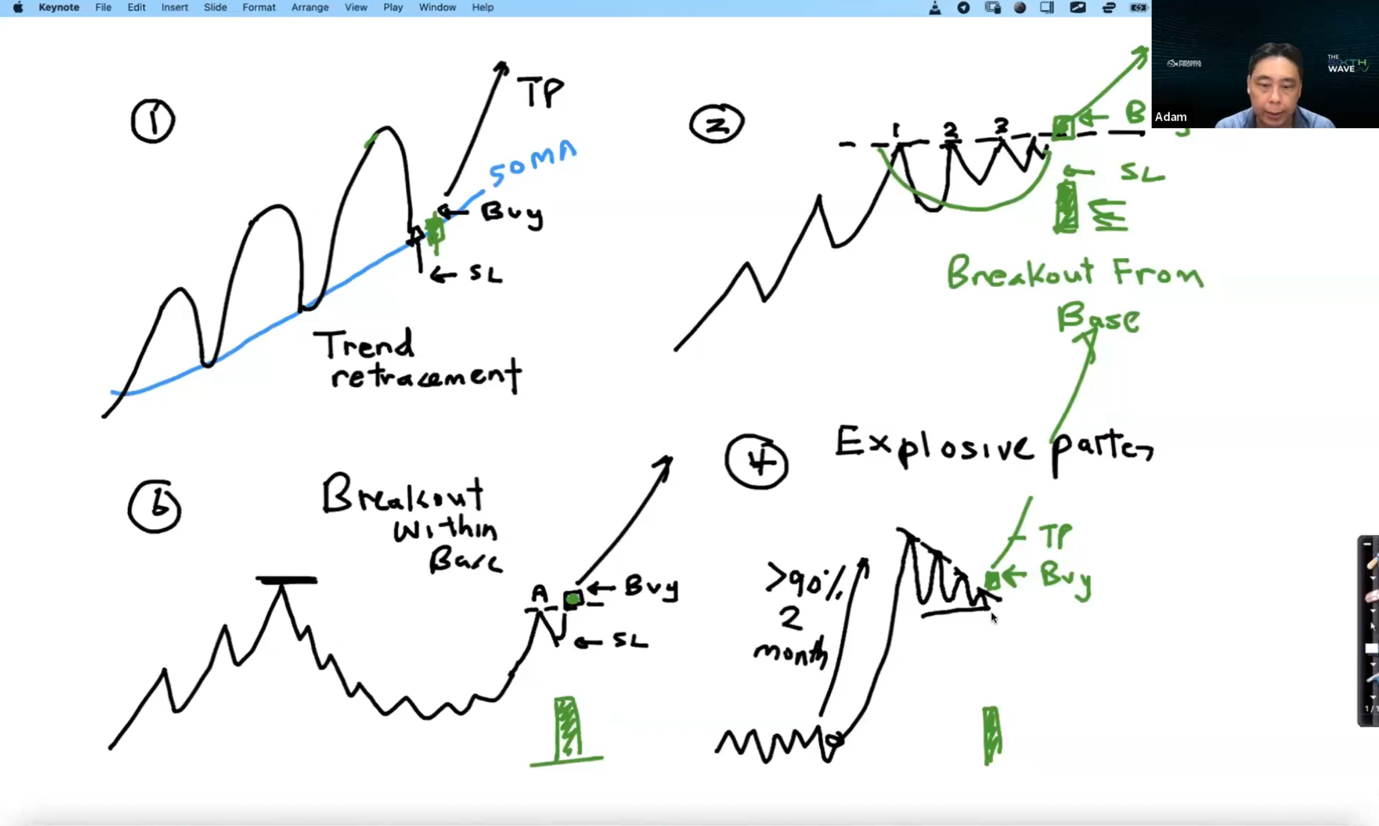 Keynote File Edit Insert Slide Format Arrange View Play Window Help
THE
WAVE
Adam
1
TP
50MA
Buy
SL
Trend
retracement
2
1 2 3
B
SL
Breakout From
Base
Breakout
Within
Base
A
Buy
SL
4
Explosive
>90%
2
month
TP
Buy